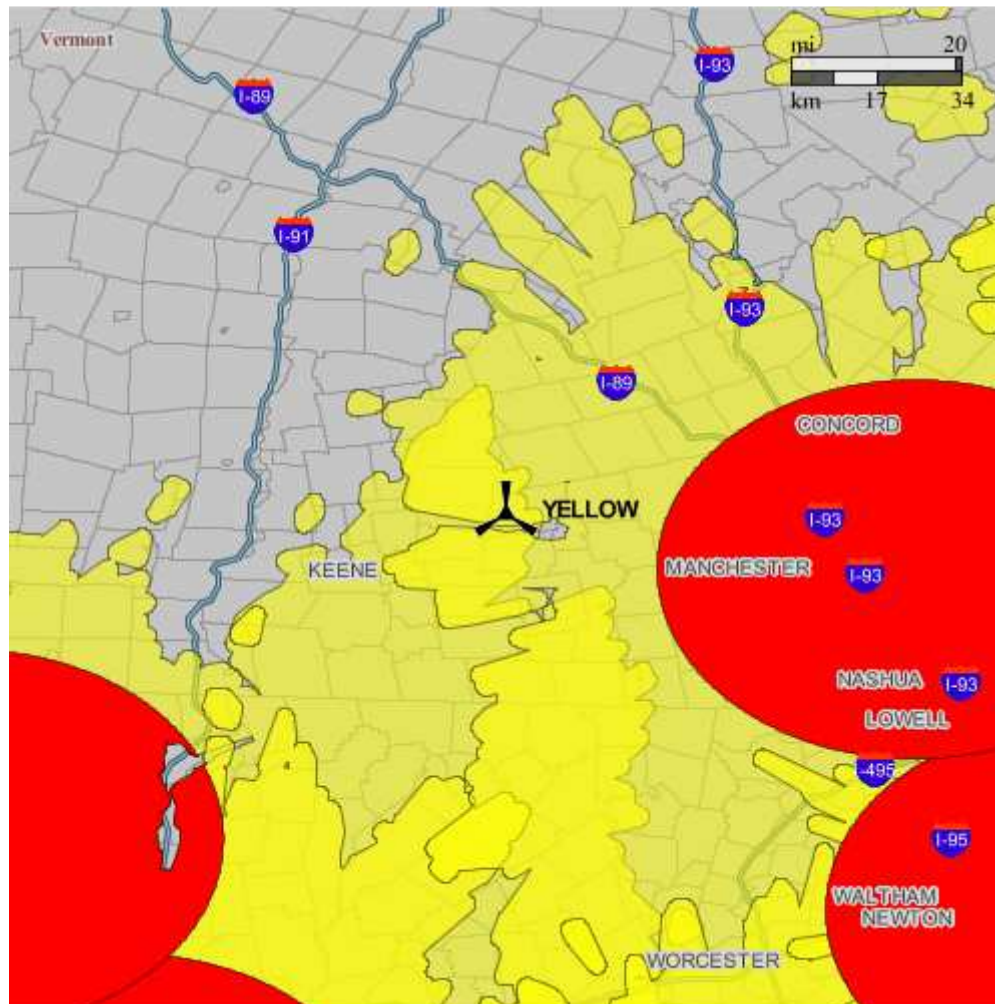 Vermont
mi 20
I-93
I-89
km 17 34
I-91
I-93
I-89
CONCORD
YELLOW
I-93
KEENE
MANCHESTER
I-93
NASHUA
I-93
LOWELL
4
-495
I-95
WALTHAM
NEWTON
WORCESTER